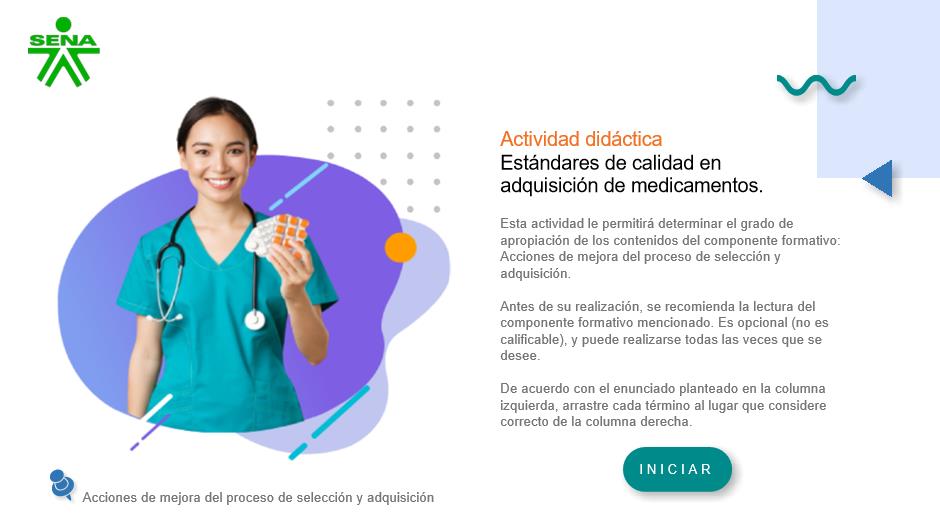 SENA
Actividad didáctica
Estándares de calidad en
adquisición de medicamentos.
Esta actividad le permitirá determinar el grado de
apropiación de los contenidos del componente formativo:
Acciones de mejora del proceso de selección y
adquisición.
Antes de su realización, se recomienda la lectura del
componente formativo mencionado. Es opcional (no es
calificable), y puede realizarse todas las veces que se
desee.
De acuerdo con el enunciado planteado en la columna
izquierda, arrastre cada término al lugar que considere
correcto de la columna derecha.
INICIAR
Acciones de mejora del proceso de selección y adquisición